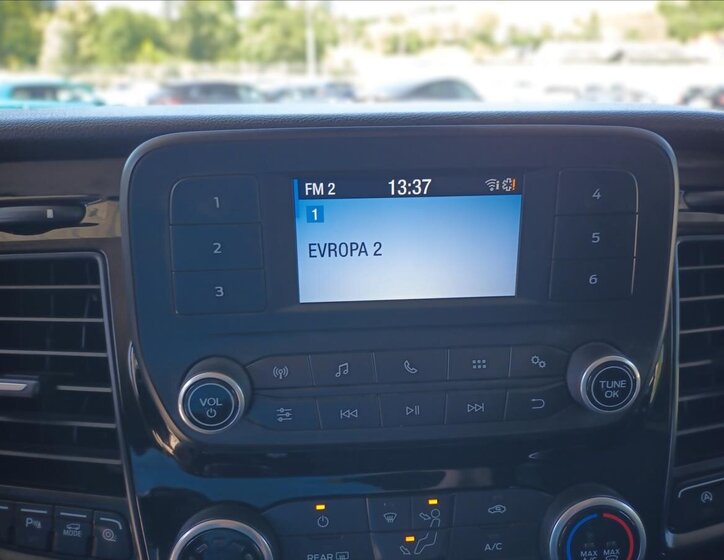 FM 2 13:37
1
EVROPA 2
1
2
3
4
5
6
VOL
TUNE
OK
MODE
REAR
A/C
MAX
A/C
MAX